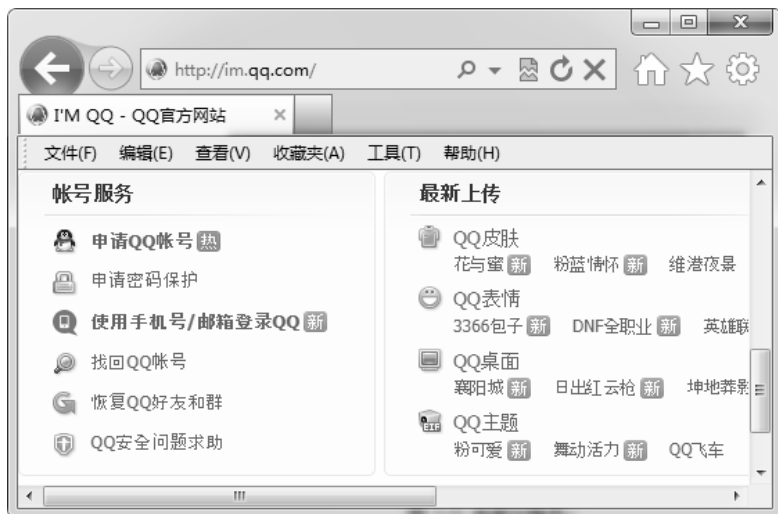 http://im.qq.com/
I'M QQ - QQ官方网站
文件(F) 编辑(E) 查看(V) 收藏夹(A) 工具(T) 帮助(H)
帐号服务
申请QQ帐号 热
申请密码保护
使用手机号/邮箱登录QQ 新
找回QQ帐号
恢复QQ好友和群
QQ安全问题求助
最新上传
QQ皮肤
花与蜜 新 粉蓝情怀 新 维港夜景
QQ表情
3366包子 新 DNF全职业 新 英雄联
QQ桌面
襄阳城 新 日出红云枪 新 坤地莽影
QQ主题
粉可爱 新 舞动活力 新 QQ飞车